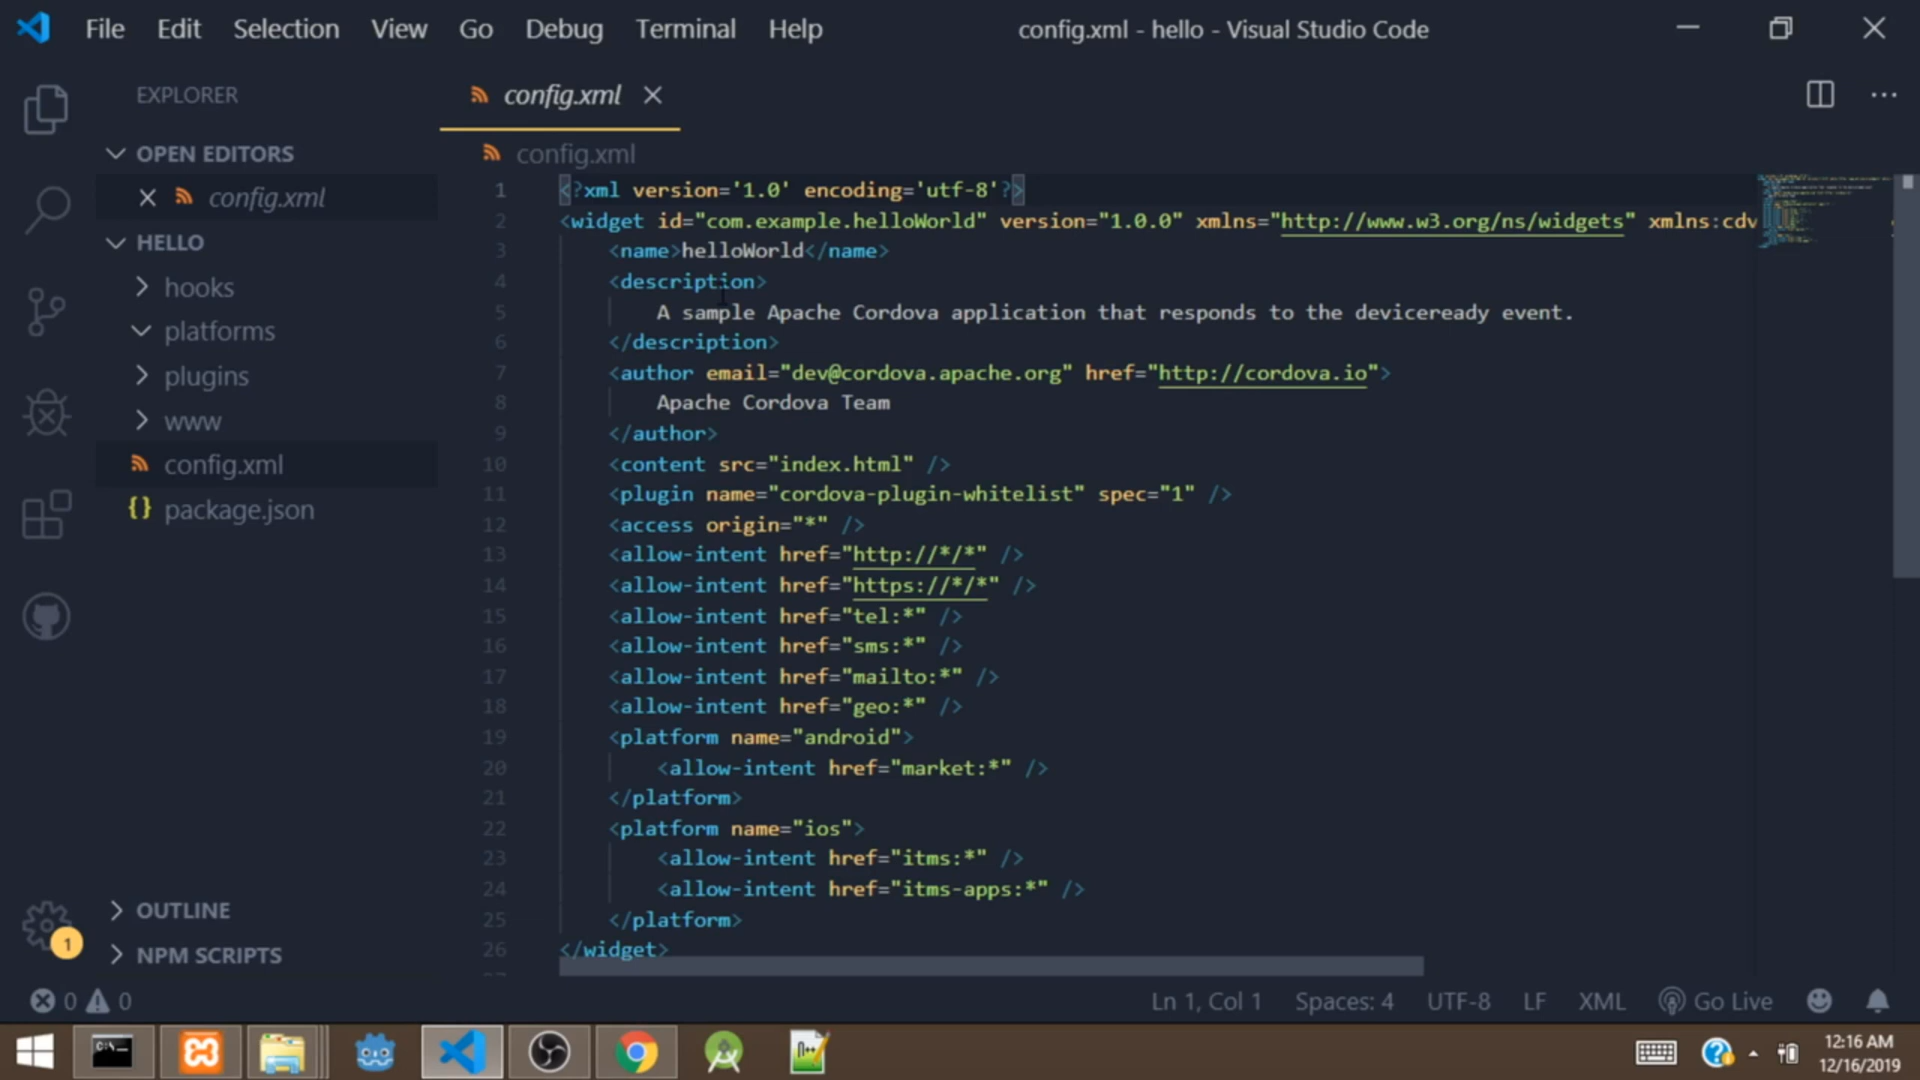 File Edit Selection View Go Debug Terminal Help
config.xml - hello - Visual Studio Code
EXPLORER
OPEN EDITORS
config.xml
HELLO
hooks
platforms
plugins
www
config.xml
{} package.json
OUTLINE
NPM SCRIPTS
1
config.xml
config.xml
1 <?xml version='1.0' encoding='utf-8'?>
2 <widget id="com.example.helloWorld" version="1.0.0" xmlns="http://www.w3.org/ns/widgets" xmlns:cdv
3 <name>helloWorld</name>
4 <description>
5 A sample Apache Cordova application that responds to the deviceready event.
6 </description>
7 <author email="dev@cordova.apache.org" href="http://cordova.io">
8 Apache Cordova Team
9 </author>
10 <content src="index.html" />
11 <plugin name="cordova-plugin-whitelist" spec="1" />
12 <access origin="*" />
13 <allow-intent href="http://*/*" />
14 <allow-intent href="https://*/*" />
15 <allow-intent href="tel:*" />
16 <allow-intent href="sms:*" />
17 <allow-intent href="mailto:*" />
18 <allow-intent href="geo:*" />
19 <platform name="android">
20 <allow-intent href="market:*" />
21 </platform>
22 <platform name="ios">
23 <allow-intent href="itms:*" />
24 <allow-intent href="itms-apps:*" />
25 </platform>
26 </widget>
0 0
Ln 1, Col 1 Spaces: 4 UTF-8 LF XML Go Live
12:16 AM
12/16/2019